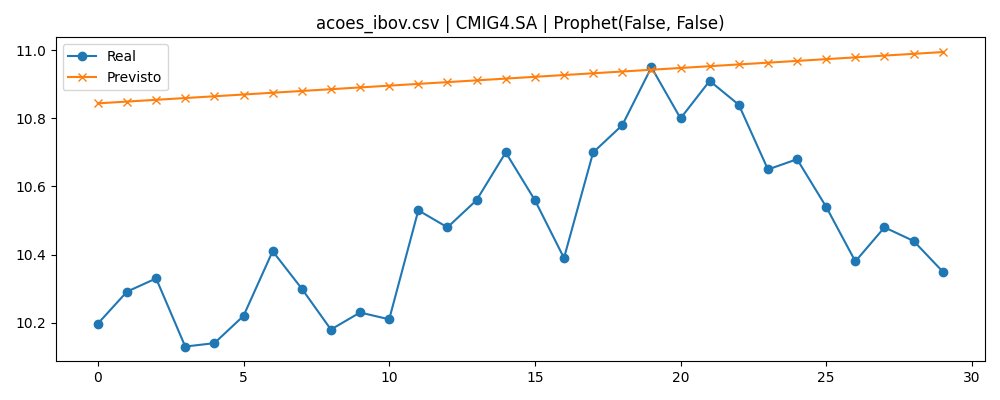 acoes_ibov.csv | CMIG4.SA | Prophet(False, False)
Real
Previsto
11.0
10.8
10.6
10.4
10.2
0 5 10 15 20 25 30